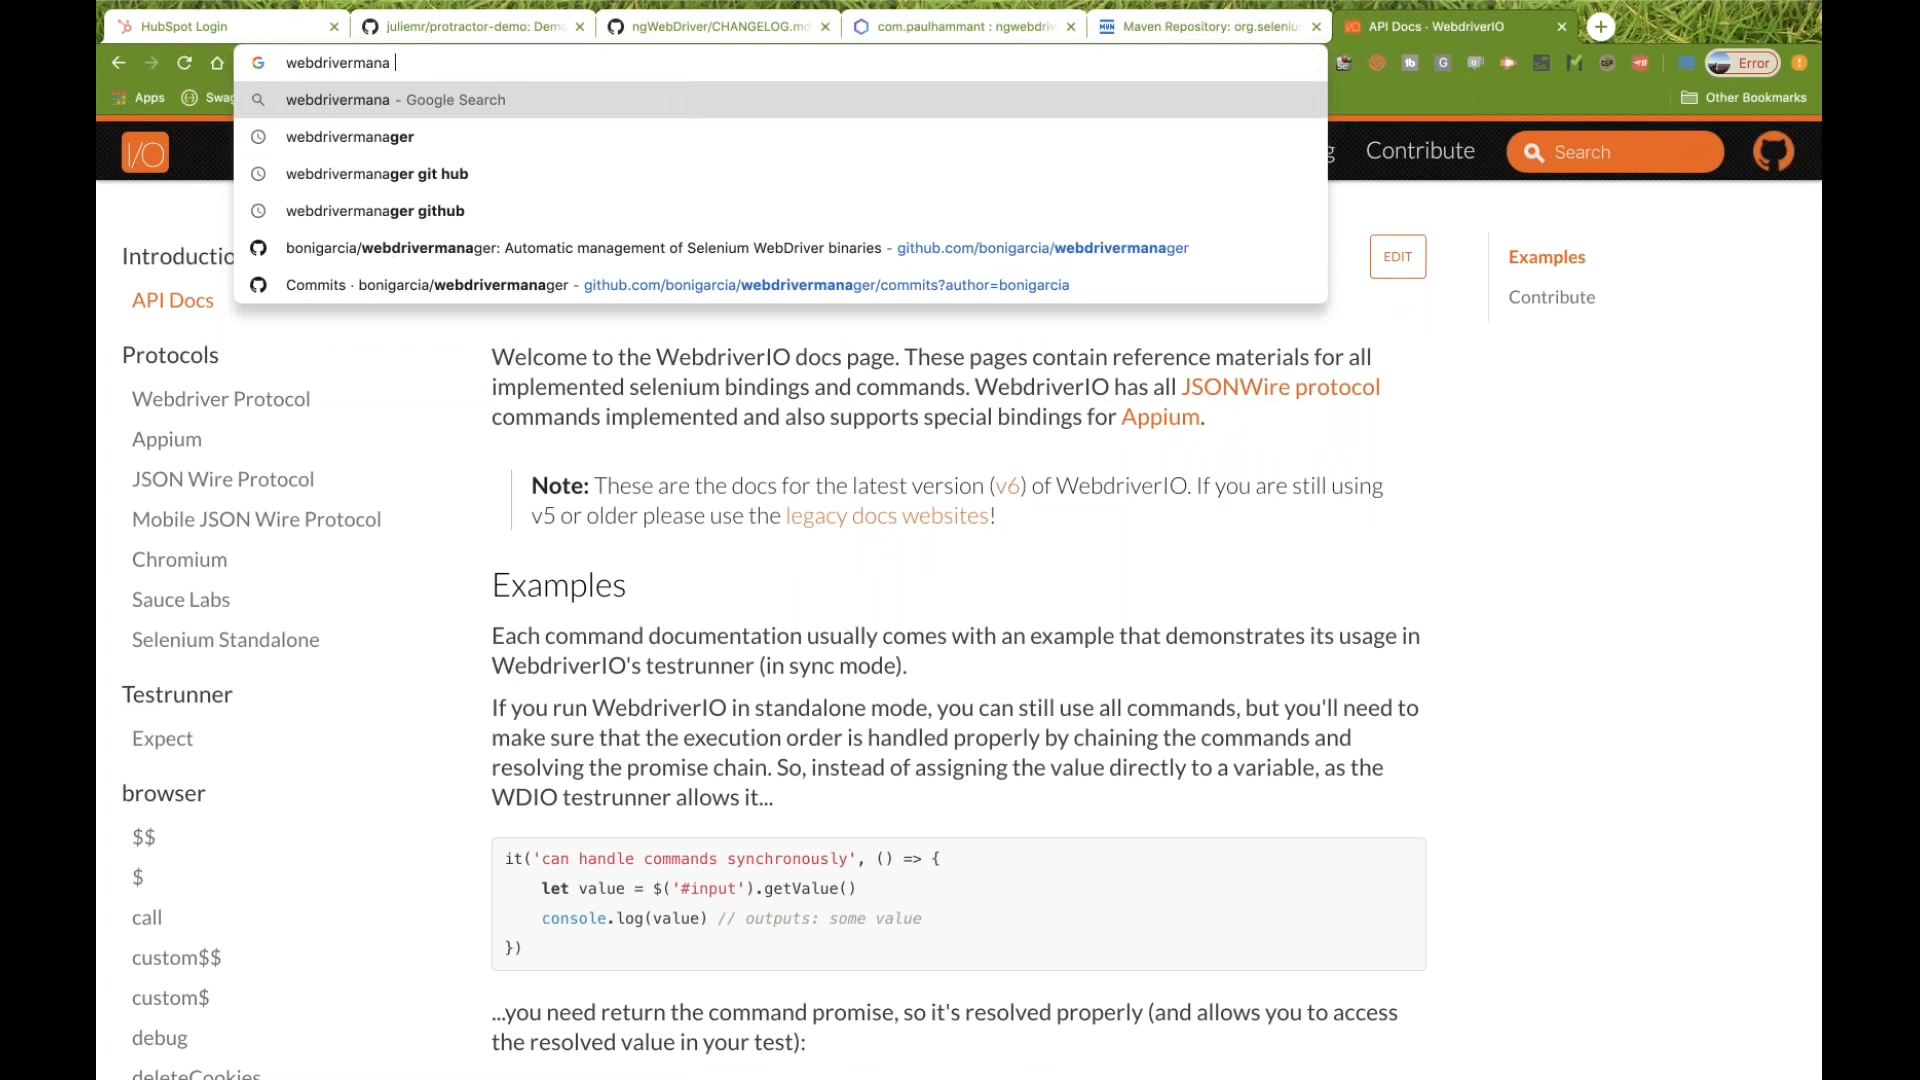 HubSpot Login
juliemr/protractor-demo: Demo
ngWebDriver/CHANGELOG.md
com.paulhammant : ngwebdriv
Maven Repository: org.seleniu
API Docs · WebdriverIO
webdrivermana
Error
Apps
Swag
Other Bookmarks
webdrivermana - Google Search
webdrivermanager
webdrivermanager git hub
webdrivermanager github
bonigarcia/webdrivermanager: Automatic management of Selenium WebDriver binaries - github.com/bonigarcia/webdrivermanager
Commits · bonigarcia/webdrivermanager - github.com/bonigarcia/webdrivermanager/commits?author=bonigarcia
I/O
g
Contribute
Search
Introductio
API Docs
Protocols
Webdriver Protocol
Appium
JSON Wire Protocol
Mobile JSON Wire Protocol
Chromium
Sauce Labs
Selenium Standalone
Testrunner
Expect
browser
$$
$
call
custom$$
custom$
debug
deleteCookies
EDIT
Welcome to the WebdriverIO docs page. These pages contain reference materials for all
implemented selenium bindings and commands. WebdriverIO has all JSONWire protocol
commands implemented and also supports special bindings for Appium.
Note: These are the docs for the latest version (v6) of WebdriverIO. If you are still using
v5 or older please use the legacy docs websites!
Examples
Each command documentation usually comes with an example that demonstrates its usage in
WebdriverIO's testrunner (in sync mode).
If you run WebdriverIO in standalone mode, you can still use all commands, but you'll need to
make sure that the execution order is handled properly by chaining the commands and
resolving the promise chain. So, instead of assigning the value directly to a variable, as the
WDIO testrunner allows it...
it('can handle commands synchronously', () => {
let value = $('#input').getValue()
console.log(value) // outputs: some value
})
...you need return the command promise, so it's resolved properly (and allows you to access
the resolved value in your test):
Examples
Contribute